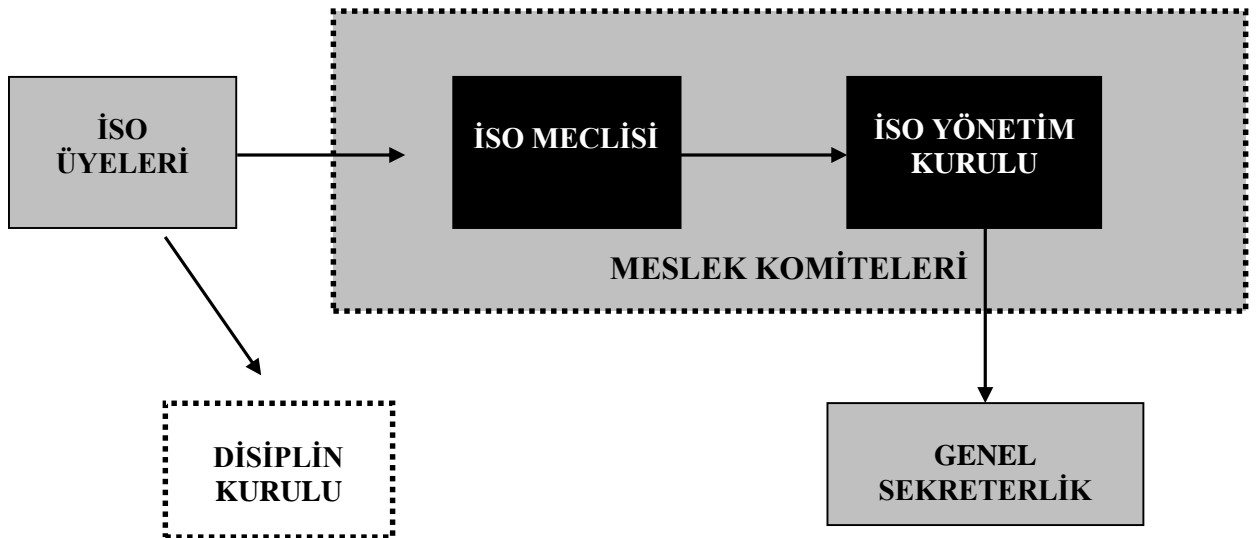 İSO
ÜYELERİ
İSO MECLİSİ
İSO YÖNETİM
KURULU
MESLEK KOMİTELERİ
DİSİPLİN
KURULU
GENEL
SEKRETERLİK